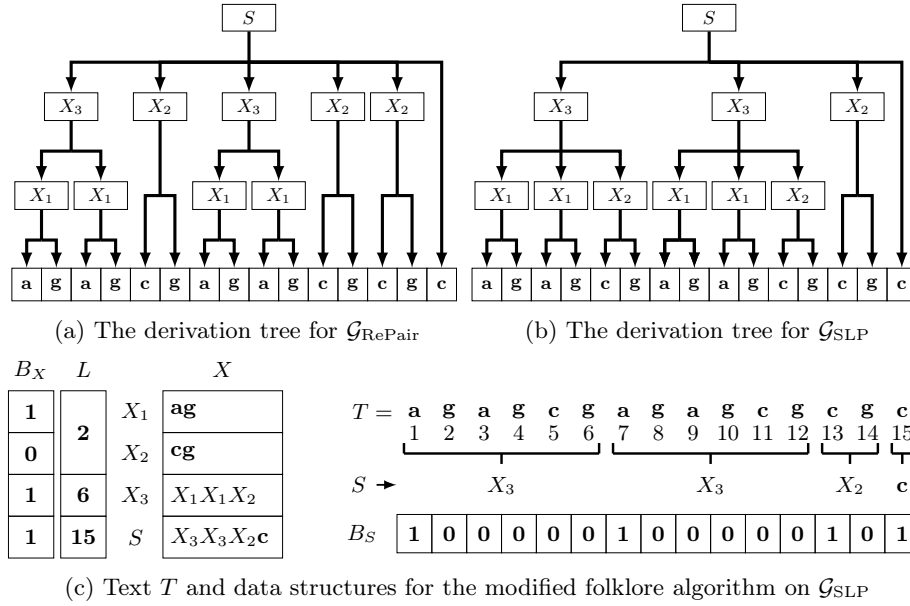 S
X₃ X₂ X₃ X₂ X₂
X₁ X₁ X₁ X₁
a g a g c g a g a g c g c g c
(a) The derivation tree for 𝒢RePair
S
X₃ X₃ X₂
X₁ X₁ X₂ X₁ X₁ X₂
a g a g c g a g a g c g c g c
(b) The derivation tree for 𝒢SLP
B_X L X
1 2 X₁ ag
0 X₂ cg
1 6 X₃ X₁X₁X₂
1 15 S X₃X₃X₂c
T = a g a g c g a g a g c g c g c
1 2 3 4 5 6 7 8 9 10 11 12 13 14 15
S → X₃ X₃ X₂ c
B_S 1 0 0 0 0 0 1 0 0 0 0 0 1 0 1
(c) Text T and data structures for the modified folklore algorithm on 𝒢SLP